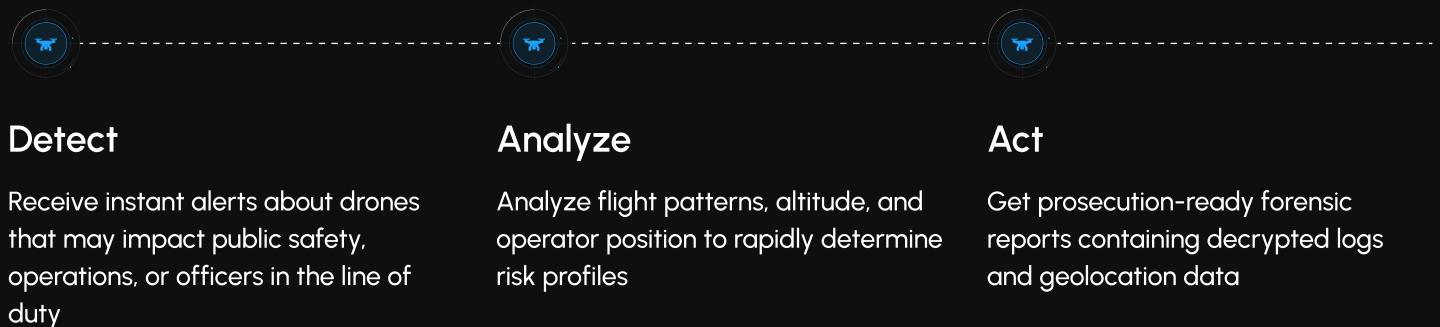 Detect
Receive instant alerts about drones
that may impact public safety,
operations, or officers in the line of
duty
Analyze
Analyze flight patterns, altitude, and
operator position to rapidly determine
risk profiles
Act
Get prosecution-ready forensic
reports containing decrypted logs
and geolocation data